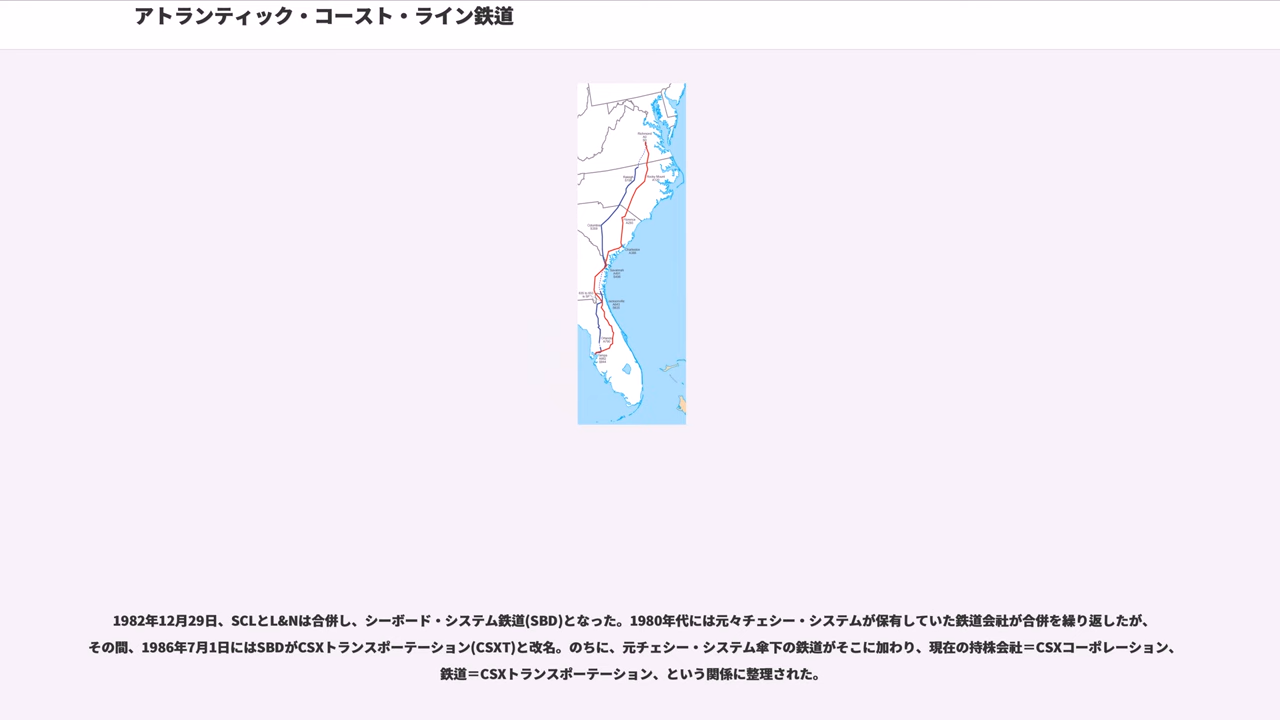 アトランティック・コースト・ライン鉄道
1982年12月29日、SCLとL&Nは合併し、シーボード・システム鉄道(SBD)となった。1980年代には元々チェシー・システムが保有していた鉄道会社が合併を繰り返したが、
その間、1986年7月1日にはSBDがCSXトランスポーテーション(CSXT)と改名。のちに、元チェシー・システム傘下の鉄道がそこに加わり、現在の持株会社＝CSXコーポレーション、
鉄道＝CSXトランスポーテーション、という関係に整理された。